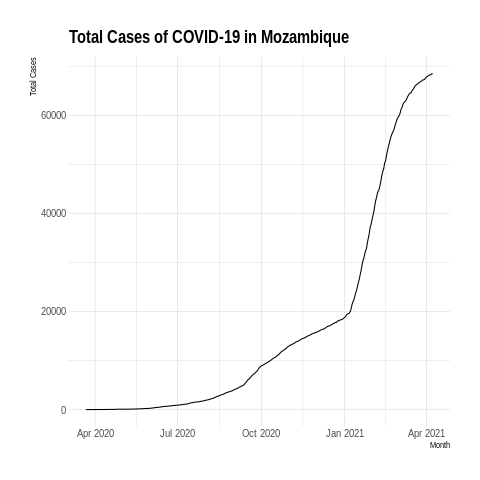 Total Cases of COVID-19 in Mozambique
Total Cases
60000
40000
20000
0
Apr 2020
Jul 2020
Oct 2020
Jan 2021
Apr 2021
Month